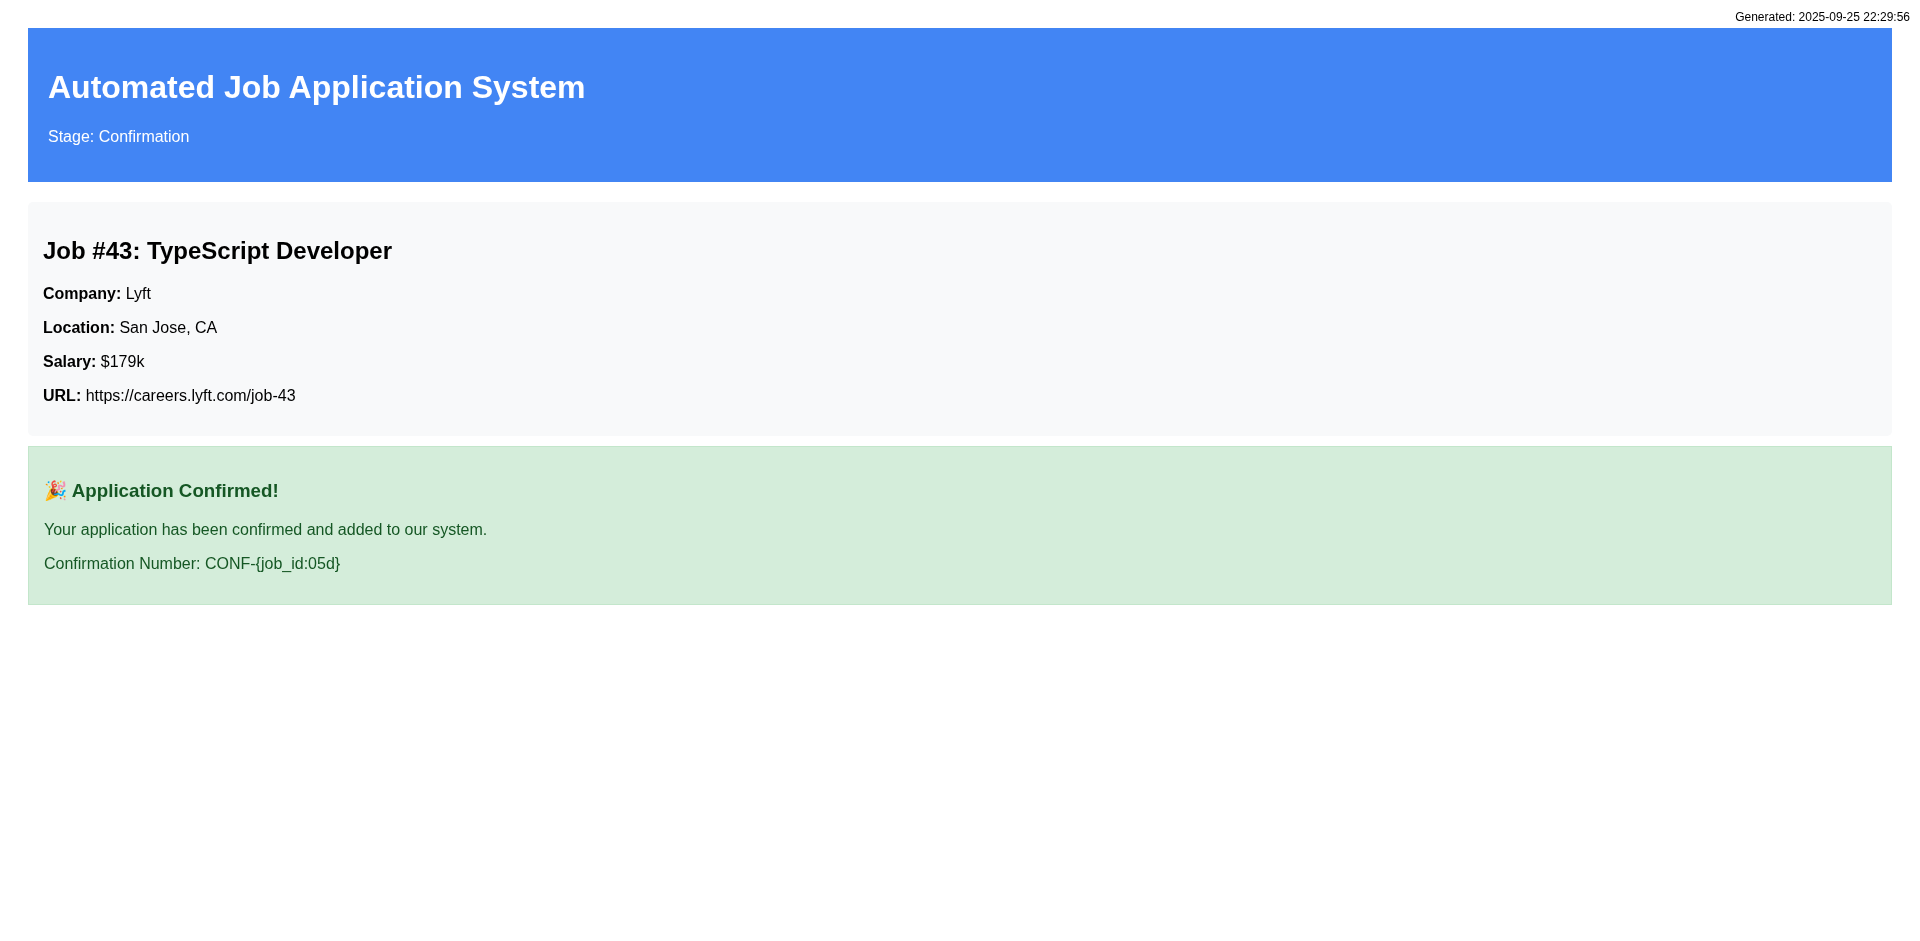 Generated: 2025-09-25 22:29:56
Automated Job Application System
Stage: Confirmation
Job #43: TypeScript Developer
Company: Lyft
Location: San Jose, CA
Salary: $179k
URL: https://careers.lyft.com/job-43
🎉 Application Confirmed!
Your application has been confirmed and added to our system.
Confirmation Number: CONF-{job_id:05d}